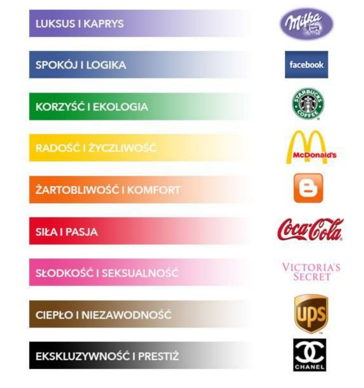 LUKSUS I KAPRYS
Milka
SPOKÓJ I LOGIKA
facebook
KORZYŚĆ I EKOLOGIA
STARBUCKS COFFEE
RADOŚĆ I ŻYCZLIWOŚĆ
McDonald's
ŻARTOBLIWOŚĆ I KOMFORT
SIŁA I PASJA
Coca-Cola
SŁODKOŚĆ I SEKSUALNOŚĆ
VICTORIA'S
SECRET
CIEPŁO I NIEZAWODNOŚĆ
ups
EKSKLUZYWNOŚĆ I PRESTIŻ
CHANEL